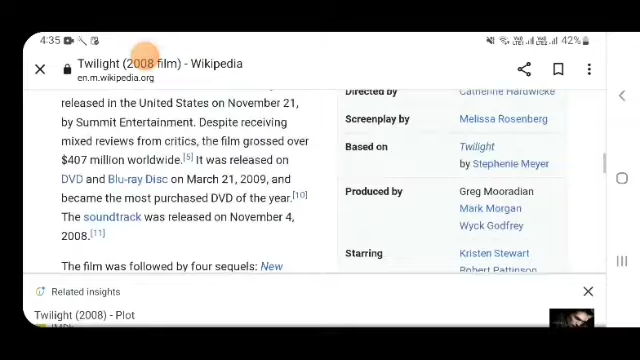 4:35
42%
Twilight (2008 film) - Wikipedia
en.m.wikipedia.org
released in the United States on November 21,
by Summit Entertainment. Despite receiving
mixed reviews from critics, the film grossed over
$407 million worldwide.[5] It was released on
DVD and Blu-ray Disc on March 21, 2009, and
became the most purchased DVD of the year.[10]
The soundtrack was released on November 4,
2008.[11]
The film was followed by four sequels: New
Directed by Catherine Hardwicke
Screenplay by Melissa Rosenberg
Based on Twilight
by Stephenie Meyer
Produced by Greg Mooradian
Mark Morgan
Wyck Godfrey
Starring Kristen Stewart
Robert Pattinson
Related insights
Twilight (2008) - Plot
IMDb